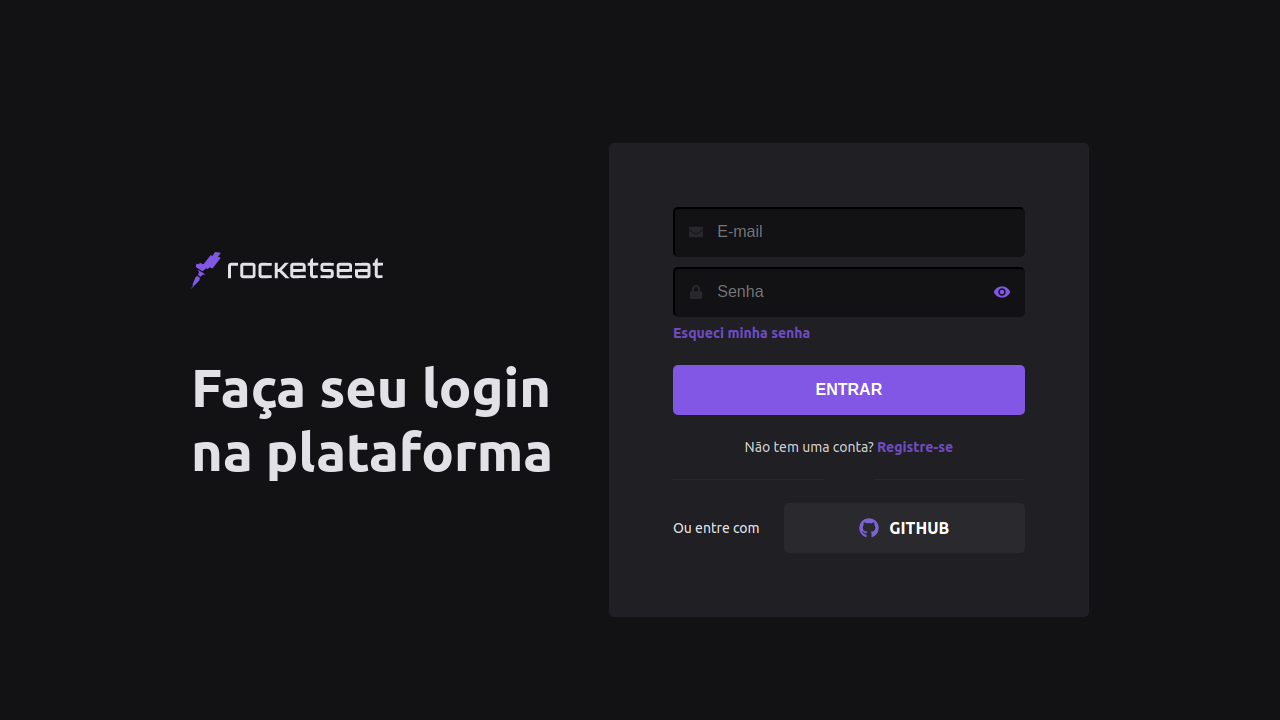 rocketseat
Faça seu login
na plataforma
E-mail
Senha
Esqueci minha senha
ENTRAR
Não tem uma conta? Registre-se
Ou entre com
GITHUB